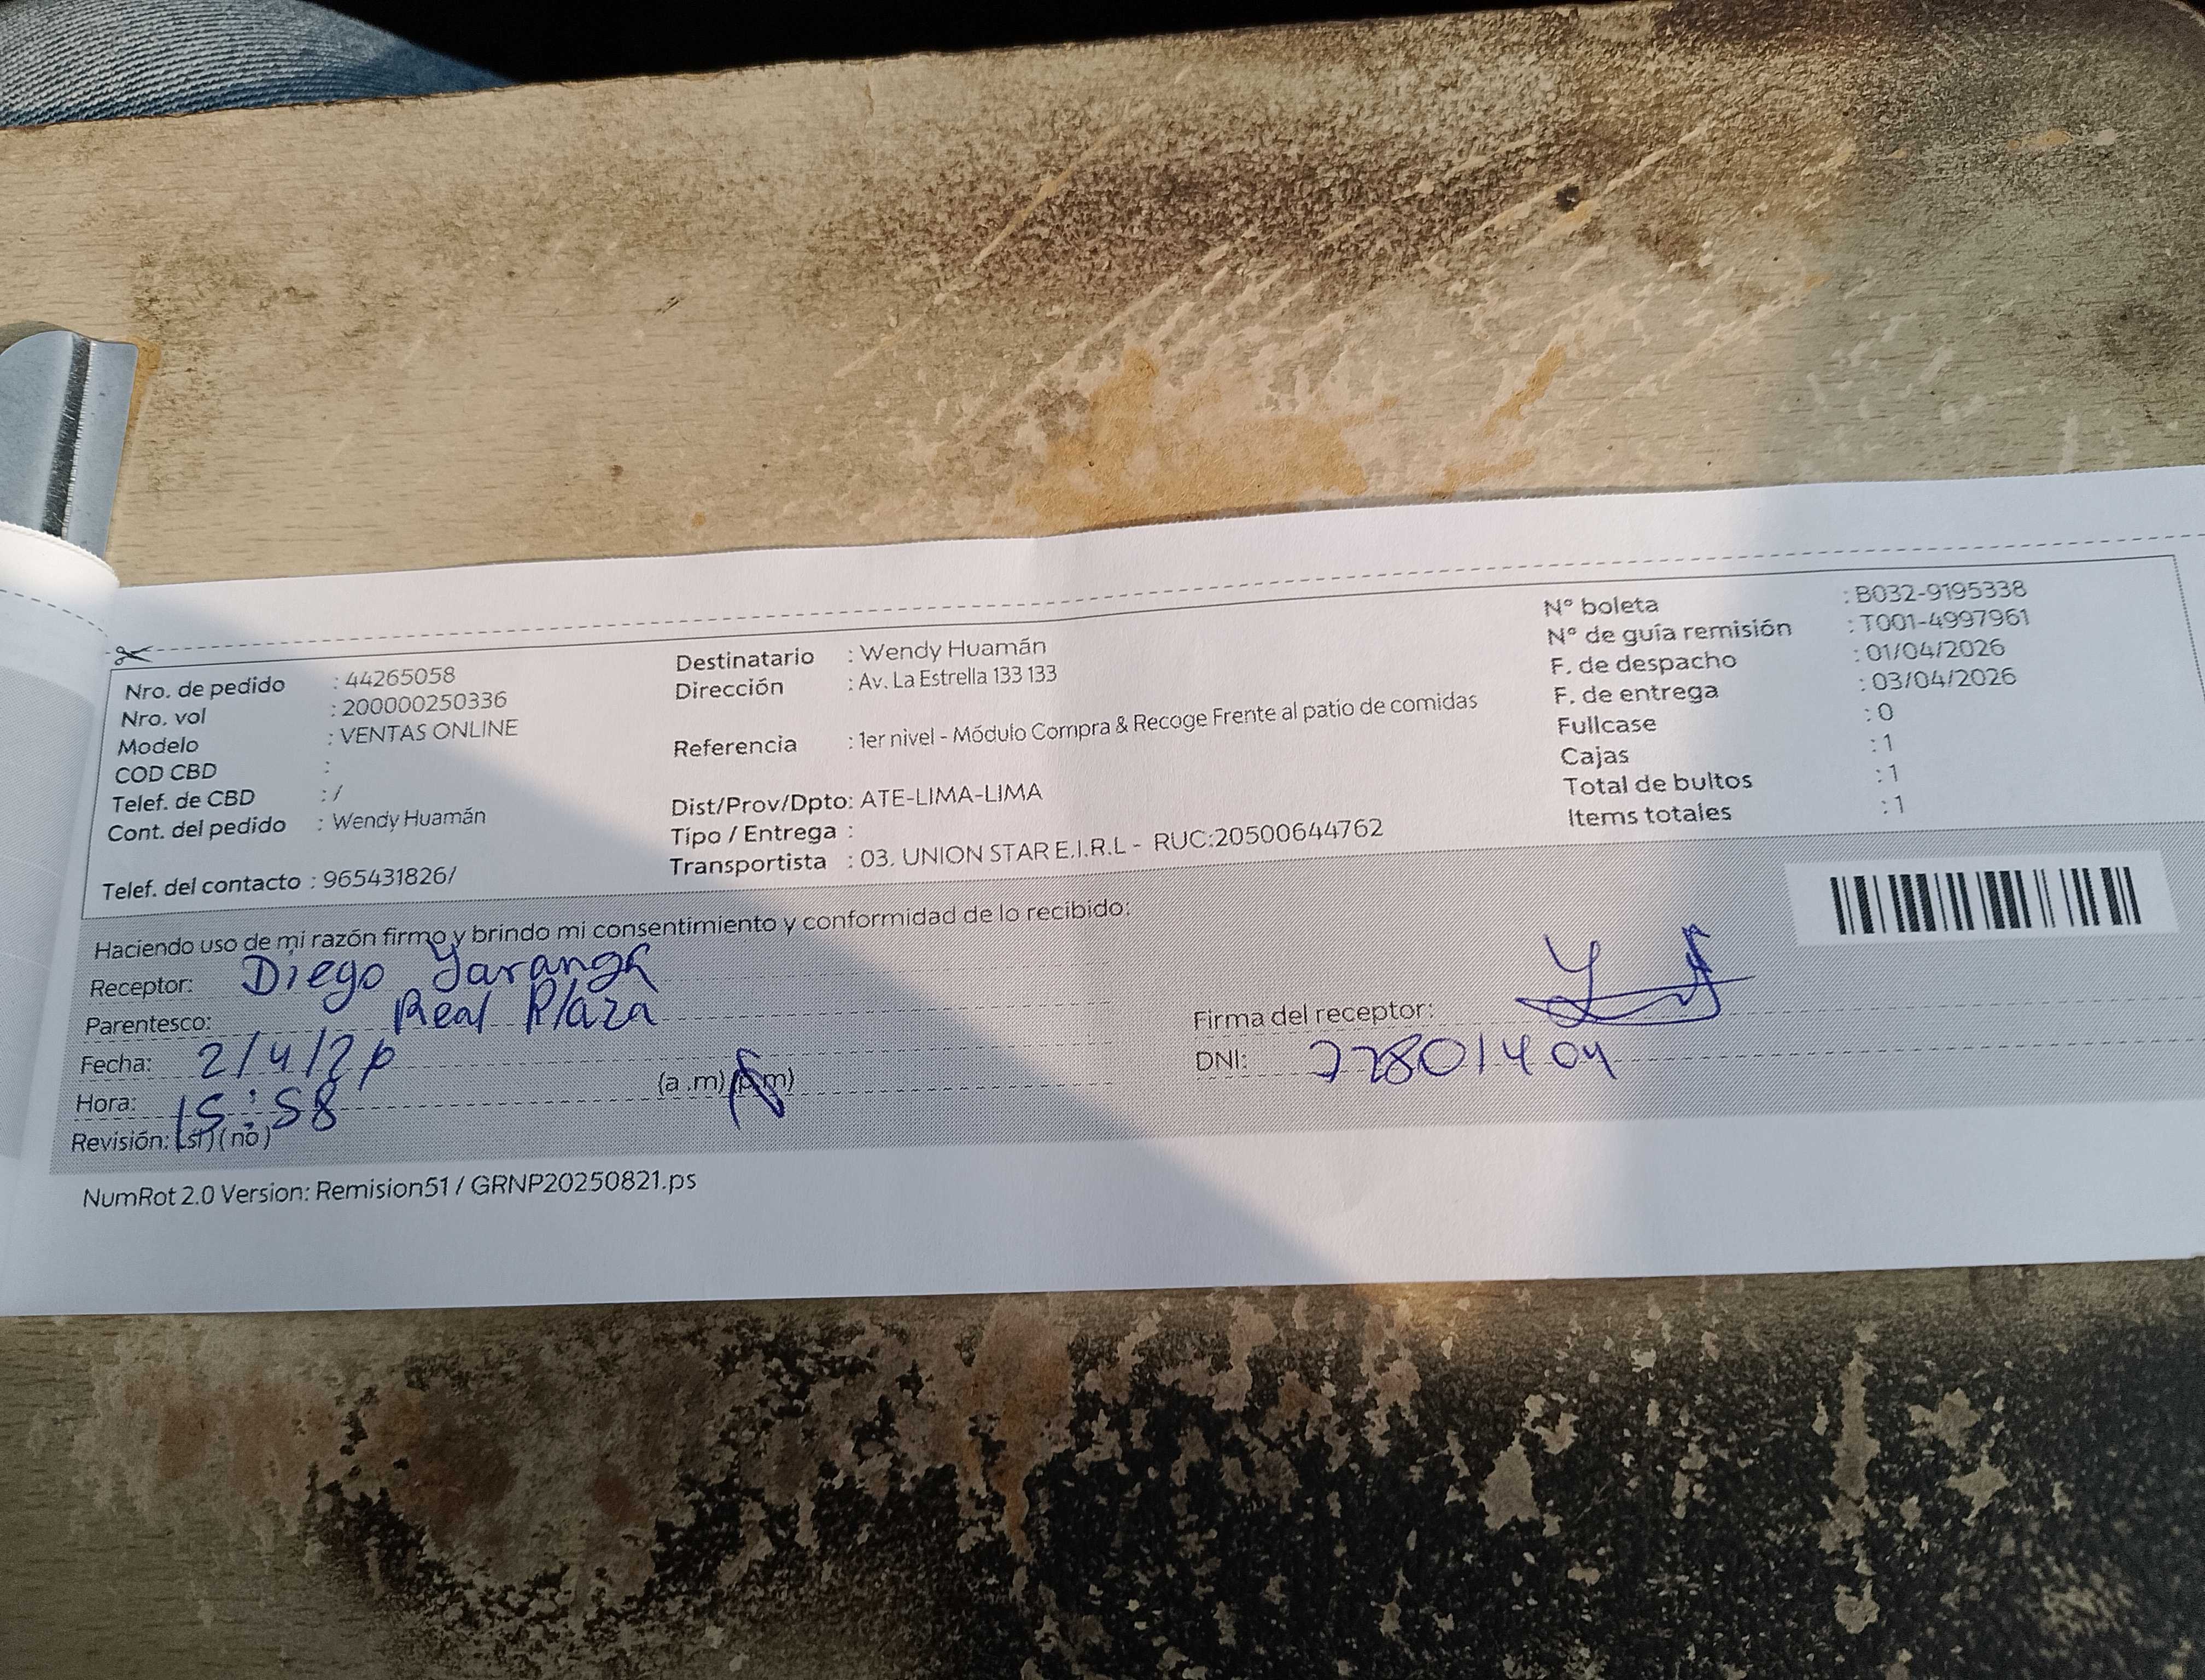 Nro. de pedido : 44265058
Nro. vol : 200000250336
Modelo : VENTAS ONLINE
COD CBD :
Telef. de CBD : /
Cont. del pedido : Wendy Huamán
Telef. del contacto : 965431826/
Destinatario : Wendy Huamán
Dirección : Av. La Estrella 133 133
Referencia : 1er nivel - Módulo Compra & Recoge Frente al patio de comidas
Dist/Prov/Dpto: ATE-LIMA-LIMA
Tipo / Entrega :
Transportista : 03. UNION STAR E.I.R.L - RUC:20500644762
N° boleta : B032-9195338
N° de guía remisión : T001-4997961
F. de despacho : 01/04/2026
F. de entrega : 03/04/2026
Fullcase : 0
Cajas : 1
Total de bultos : 1
Items totales : 1
Haciendo uso de mi razón firmo y brindo mi consentimiento y conformidad de lo recibido:
Receptor: Diego Yaranga
Parentesco: Real Plaza
Fecha: 2/4/26
Hora: 15:58 (a.m) (p.m)
Revisión: (si) (no)
Firma del receptor:
DNI:
NumRot 2.0 Version: Remision51 / GRNP20250821.ps